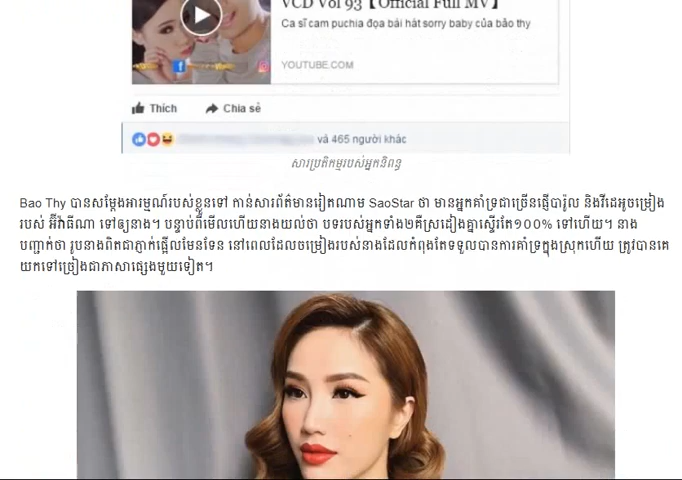 VCD Vol 93【Official Full MV】
Ca sĩ cam puchia đọa bài hát sorry baby của bảo thy
YOUTUBE.COM
Thích Chia sẻ
và 465 người khác
សារប្រតិកម្មរបស់អ្នកនិពន្ធ
Bao Thy បានសម្ដែងអារម្មណ៍របស់ខ្លួនទៅ កាន់សារព័ត៌មានវៀតណាម SaoStar ថា មានអ្នកគាំទ្រជាច្រើនផ្ញើបារ៉ូល និងវីដេអូចម្រៀង
របស់ អ៊ីវ៉ាធីណា ទៅឲ្យនាង។ បន្ទាប់ពីមើលហើយនាងយល់ថា បទរបស់អ្នកទាំង២គឺស្រដៀងគ្នាស្ទើរតែ១០០% ទៅហើយ។ នាង
បញ្ជាក់ថា រូបនាងពិតជាភ្ញាក់ផ្អើលមែនទែន នៅពេលដែលចម្រៀងរបស់នាងដែលកំពុងតែទទួលបានការគាំទ្រក្នុងស្រុកហើយ ត្រូវបានគេ
យកទៅច្រៀងជាភាសាផ្សេងមួយទៀត។